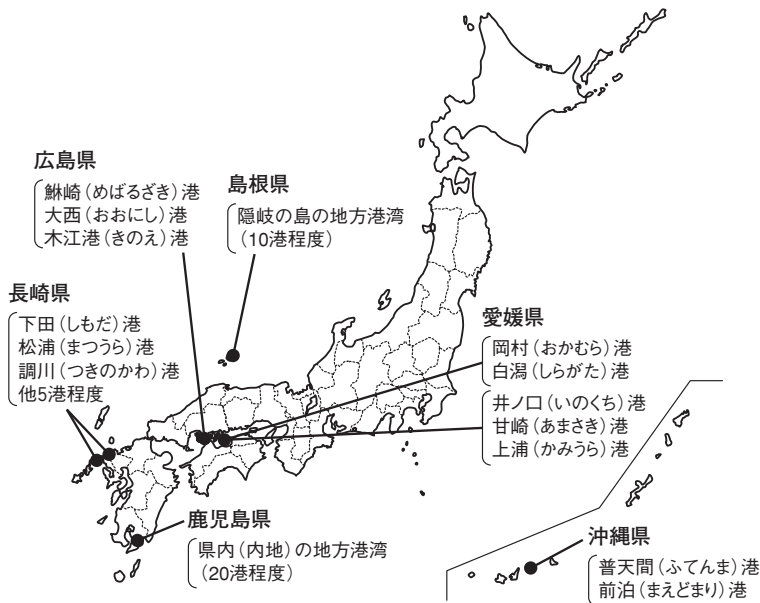 広島県
鮴崎（めばるざき）港
大西（おおにし）港
木江港（きのえ）港
島根県
隠岐の島の地方港湾
（10港程度）
長崎県
下田（しもだ）港
松浦（まつうら）港
調川（つきのかわ）港
他5港程度
愛媛県
岡村（おかむら）港
白潟（しらがた）港
井ノ口（いのくち）港
甘崎（あまさき）港
上浦（かみうら）港
鹿児島県
県内（内地）の地方港湾
（20港程度）
沖縄県
普天間（ふてんま）港
前泊（まえどまり）港